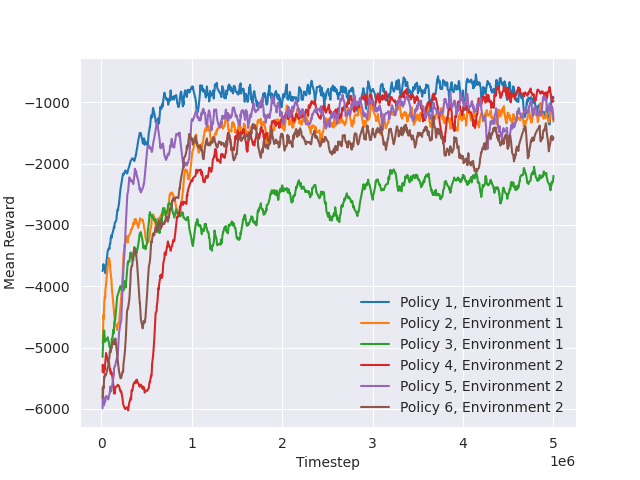 −1000
−2000
−3000
−4000
−5000
−6000
Mean Reward
Policy 1, Environment 1
Policy 2, Environment 1
Policy 3, Environment 1
Policy 4, Environment 2
Policy 5, Environment 2
Policy 6, Environment 2
0 1 2 3 4 5
Timestep
1e6